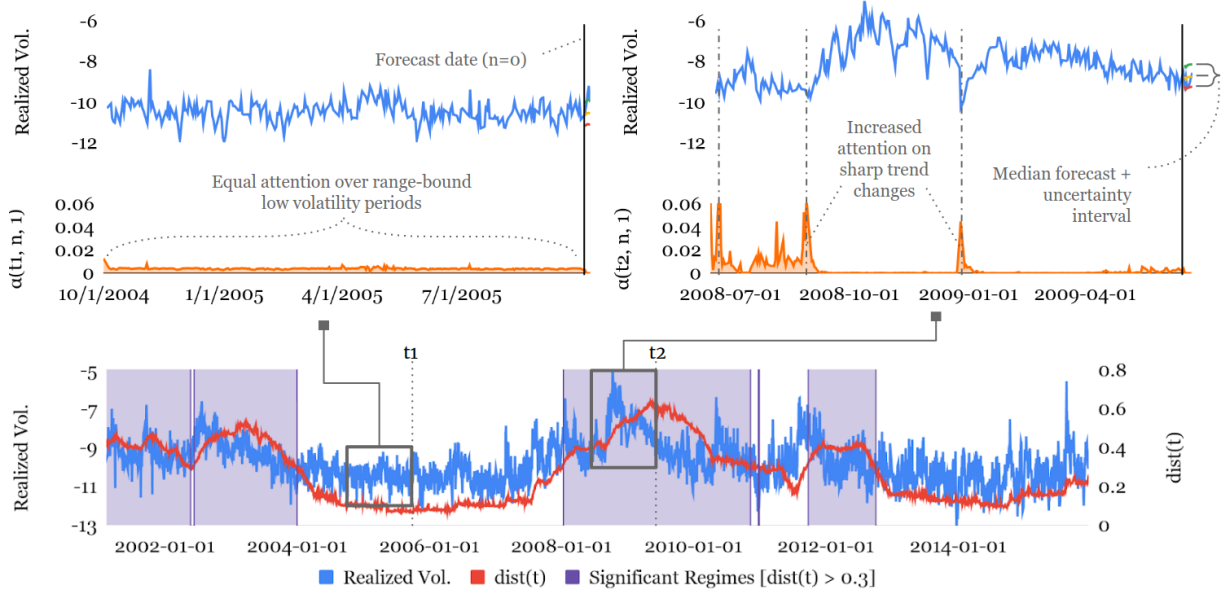 -6
-8
-10
-12
Realized Vol.
Forecast date (n=0)
Equal attention over range-bound
low volatility periods
0.06
0.04
0.02
0
α(t1, n, 1)
10/1/2004
1/1/2005
4/1/2005
7/1/2005
-6
-8
-10
-12
Realized Vol.
Increased
attention on
sharp trend
changes
Median forecast +
uncertainty
interval
0.06
0.04
0.02
0
α(t2, n, 1)
2008-07-01
2008-10-01
2009-01-01
2009-04-01
t1
t2
-5
-7
-9
-11
-13
Realized Vol.
0.8
0.6
0.4
0.2
0
dist(t)
2002-01-01
2004-01-01
2006-01-01
2008-01-01
2010-01-01
2012-01-01
2014-01-01
Realized Vol.
dist(t)
Significant Regimes [dist(t) > 0.3]